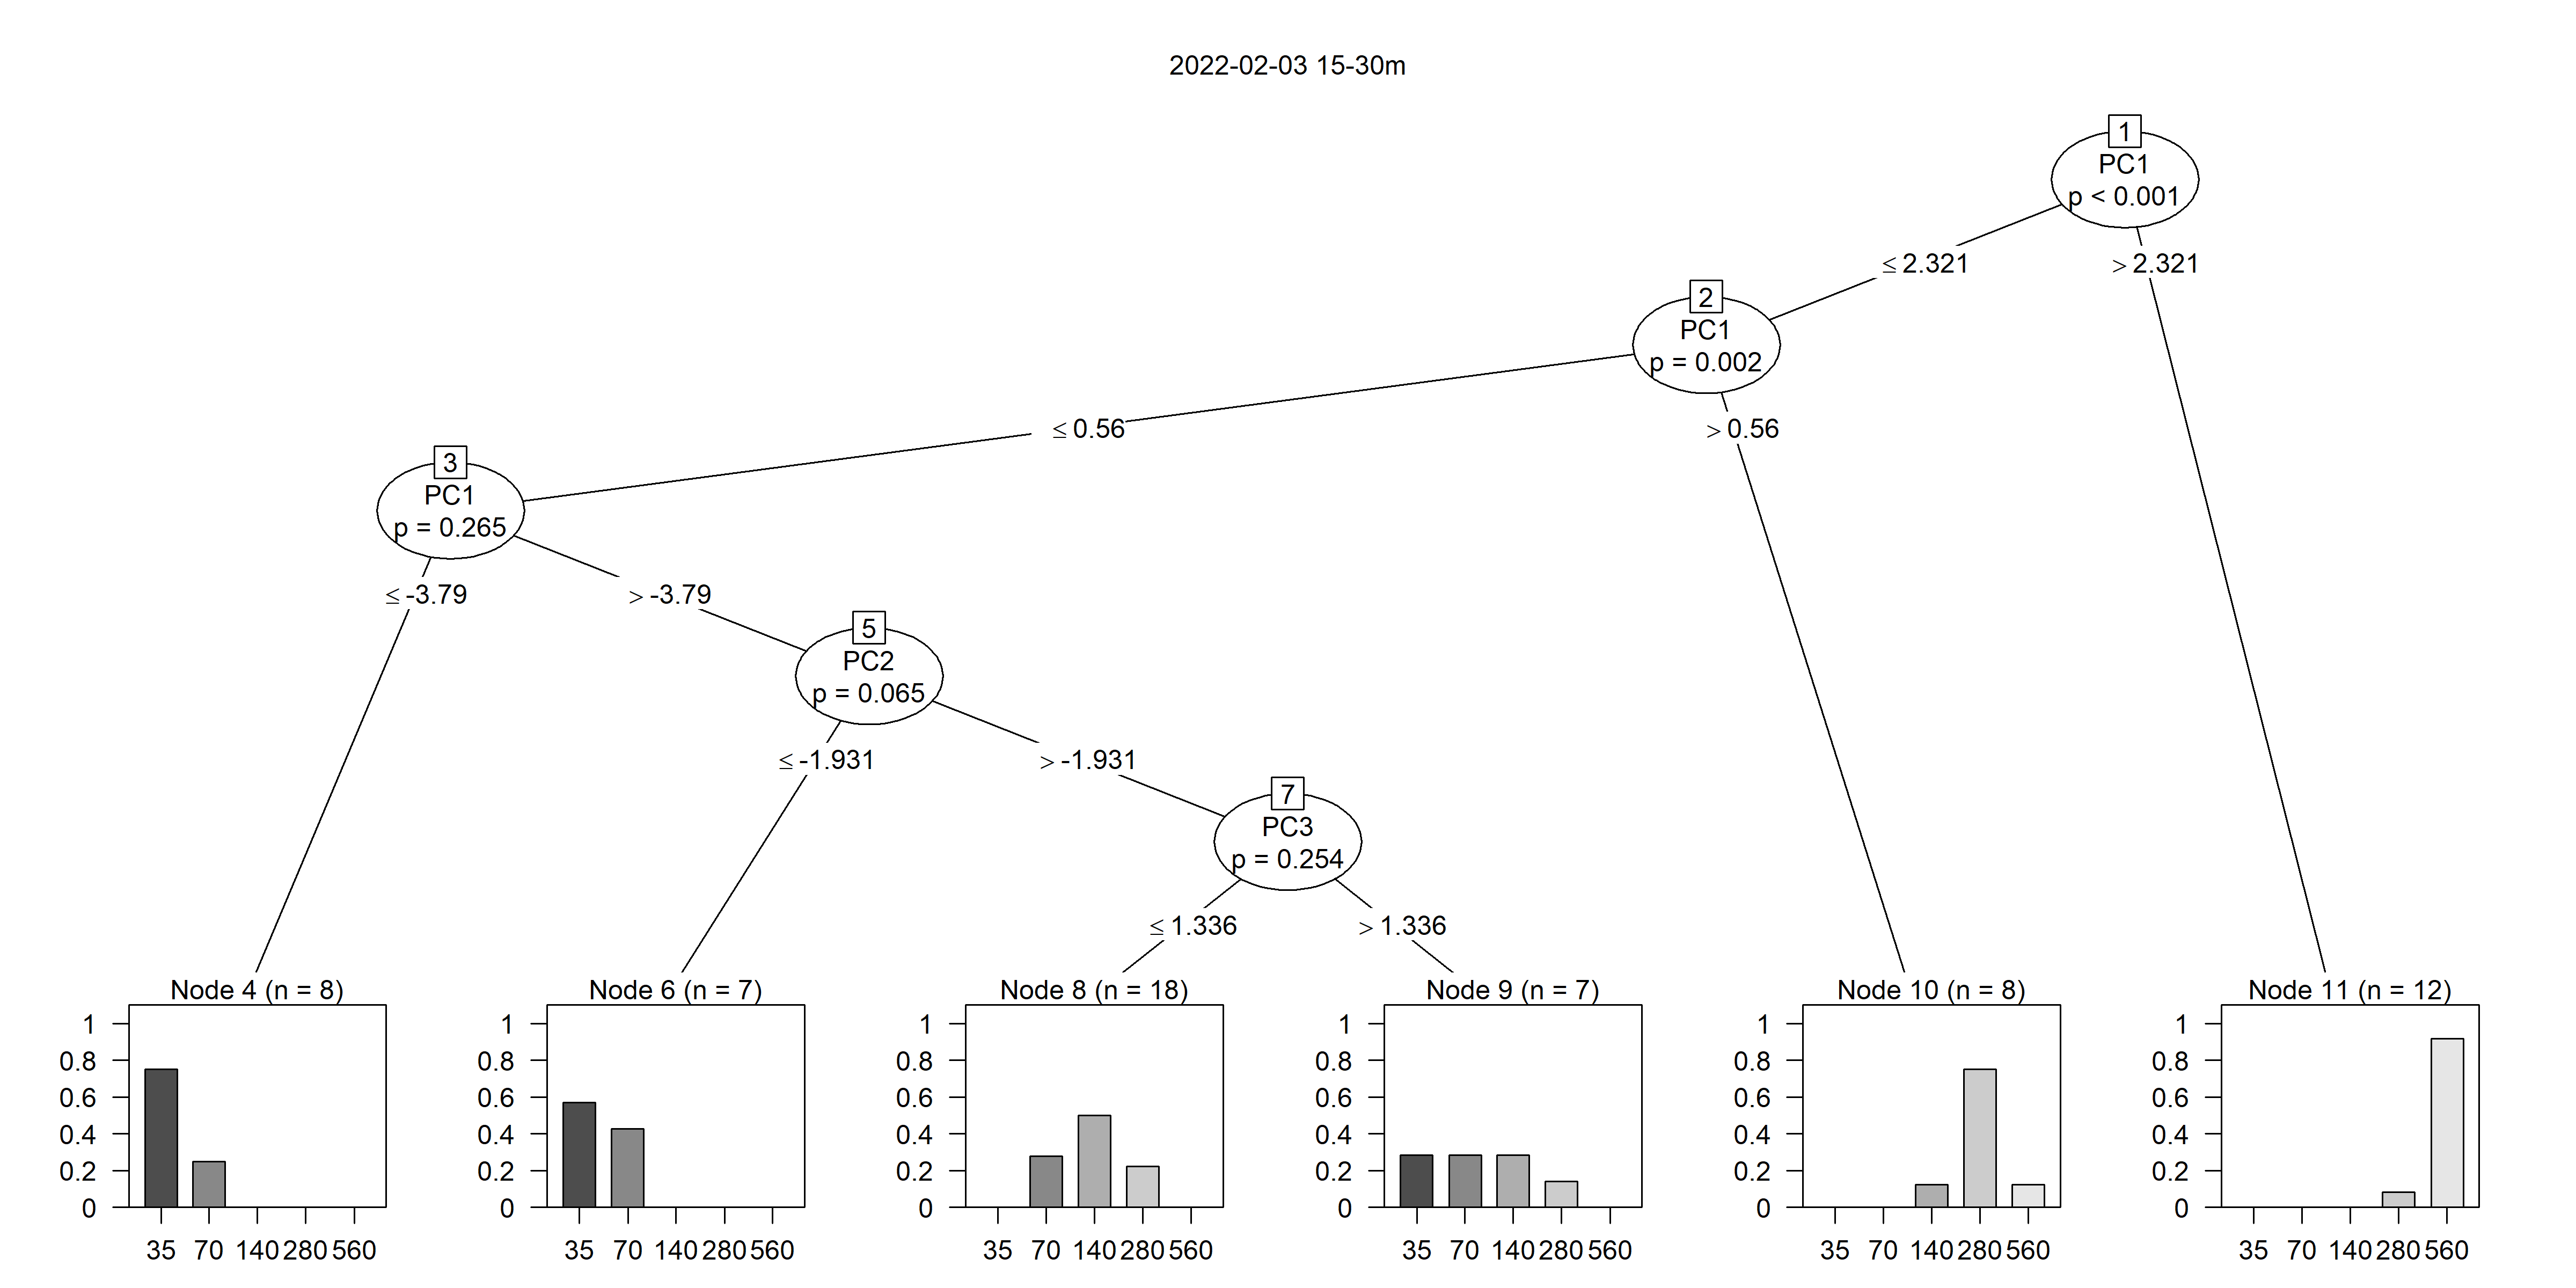 2022-02-03 15-30m
1
PC1
p < 0.001
≤ 2.321
> 2.321
2
PC1
p = 0.002
≤ 0.56
> 0.56
3
PC1
p = 0.265
≤ -3.79
> -3.79
5
PC2
p = 0.065
≤ -1.931
> -1.931
7
PC3
p = 0.254
≤ 1.336
> 1.336
Node 4 (n = 8)
1
0.8
0.6
0.4
0.2
0
35 70 140 280 560
Node 6 (n = 7)
1
0.8
0.6
0.4
0.2
0
35 70 140 280 560
Node 8 (n = 18)
1
0.8
0.6
0.4
0.2
0
35 70 140 280 560
Node 9 (n = 7)
1
0.8
0.6
0.4
0.2
0
35 70 140 280 560
Node 10 (n = 8)
1
0.8
0.6
0.4
0.2
0
35 70 140 280 560
Node 11 (n = 12)
1
0.8
0.6
0.4
0.2
0
35 70 140 280 560